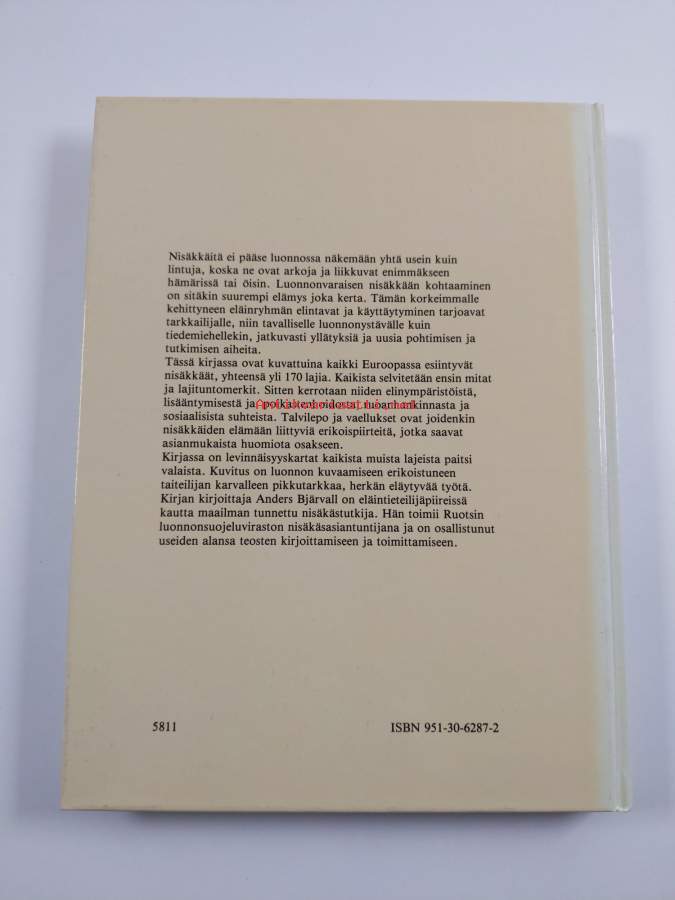 Nisäkkäitä ei pääse luonnossa näkemään yhtä usein kuin
lintuja, koska ne ovat arkoja ja liikkuvat enimmäkseen
hämärissä tai öisin. Luonnonvaraisen nisäkkään kohtaaminen
on sitäkin suurempi elämys joka kerta. Tämän korkeimmalle
kehittyneen eläinryhmän elintavat ja käyttäytyminen tarjoavat
tarkkailijalle, niin tavalliselle luonnonystävälle kuin
tiedemiehellekin, jatkuvasti yllätyksiä ja uusia pohtimisen ja
tutkimisen aiheita.
Tässä kirjassa ovat kuvattuina kaikki Euroopassa esiintyvät
nisäkkäät, yhteensä yli 170 lajia. Kaikista selvitetään ensin mitat
ja lajituntomerkit. Sitten kerrotaan niiden elinympäristöistä,
lisääntymisestä ja
sosiaalisista suhteista. Talvilepo ja vaellukset ovat joidenkin
nisäkkäiden elämään liittyviä erikoispiirteitä, jotka saavat
asianmukaista huomiota osakseen.
Kirjassa on levinnäisyyskartat kaikista muista lajeista paitsi
valaista. Kuvitus on luonnon kuvaamiseen erikoistuneen
taiteilijan karvalleen pikkutarkkaa, herkän eläytyvää työtä.
Kirjan kirjoittaja Anders Bjärvall on eläintieteilijäpiireissä
kautta maailman tunnettu nisäkästutkija. Hän toimii Ruotsin
luonnonsuojeluviraston nisäkäsasiantuntijana ja on osallistunut
useiden alansa teosten kirjoittamiseen ja toimittamiseen.
5811
ISBN 951-30-6287-2